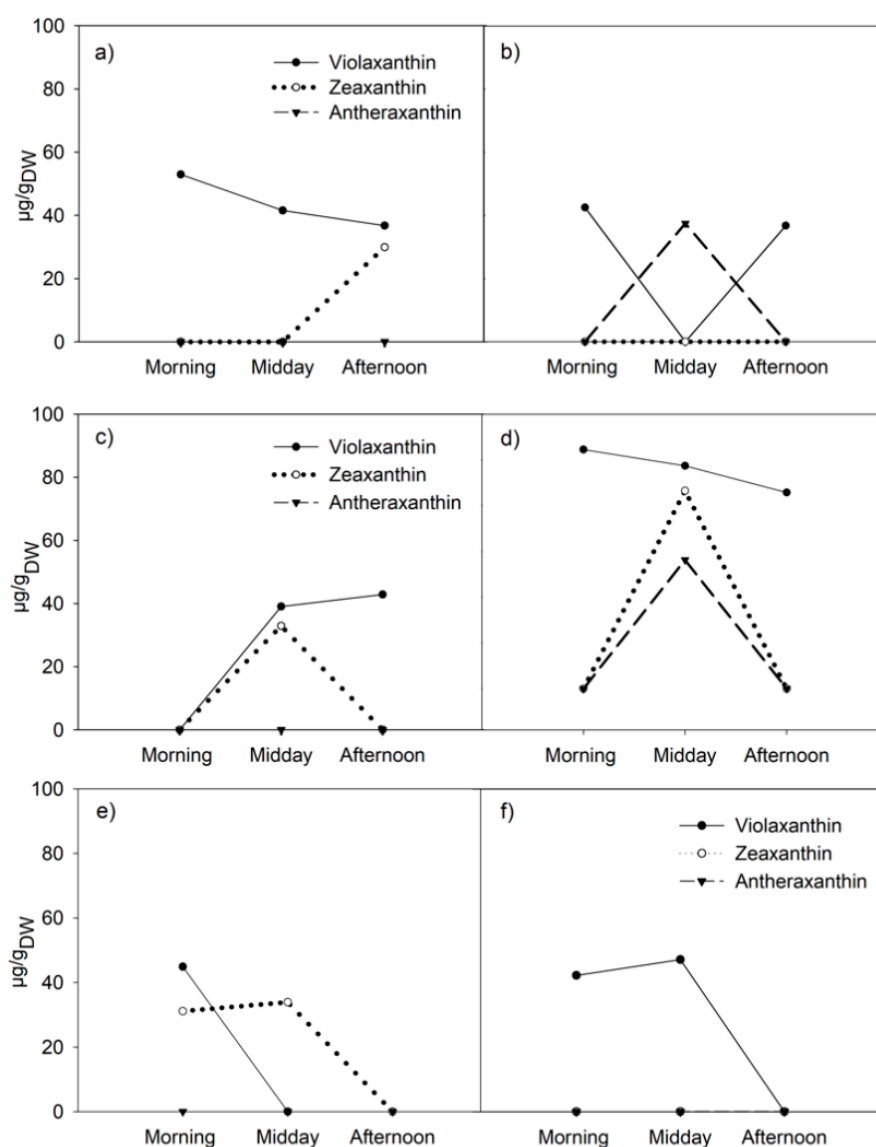 100
a)
Violaxanthin
Zeaxanthin
Antheraxanthin
80
60
40
20
0
µg/gDW
Morning Midday Afternoon
b)
Morning Midday Afternoon
100
c)
Violaxanthin
Zeaxanthin
Antheraxanthin
80
60
40
20
0
µg/gDW
Morning Midday Afternoon
d)
Morning Midday Afternoon
100
e)
80
60
40
20
0
µg/gDW
Morning Midday Afternoon
f)
Violaxanthin
Zeaxanthin
Antheraxanthin
Morning Midday Afternoon